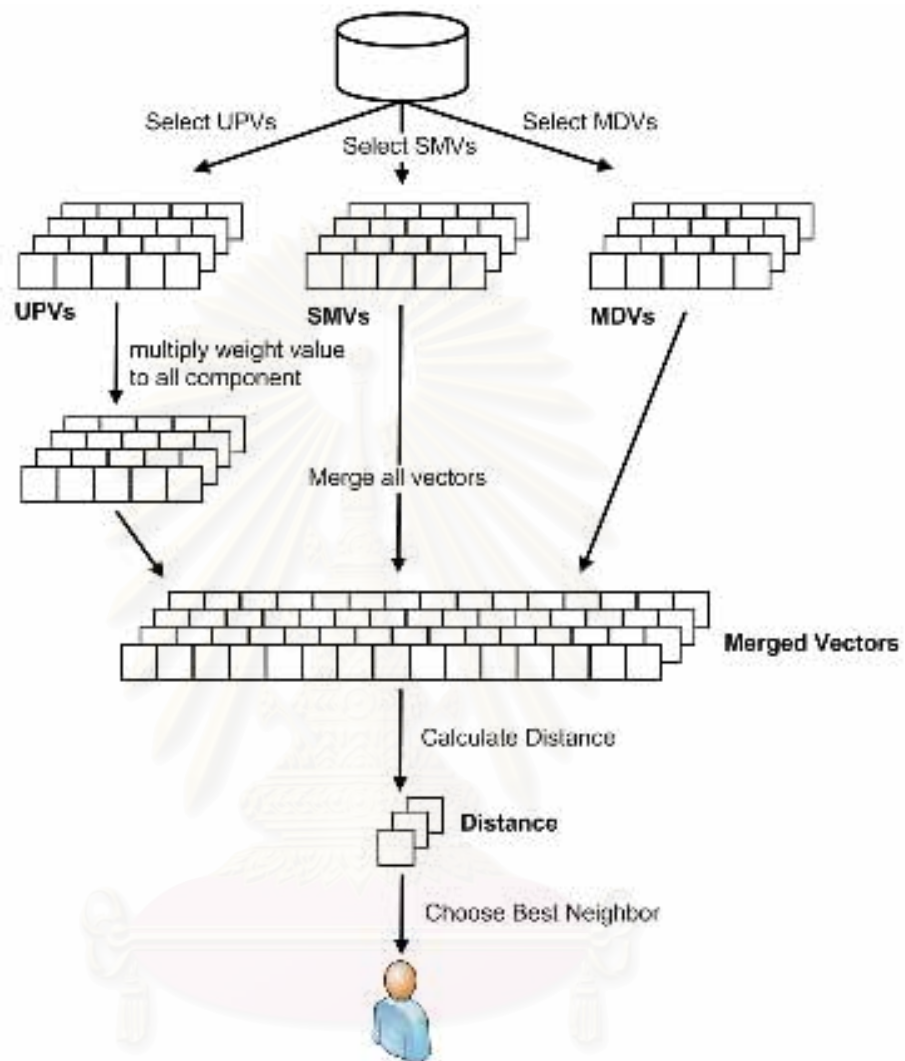 Select UPVs
Select SMVs
Select MDVs
UPVs
SMVs
MDVs
multiply weight value
to all component
Merge all vectors
Merged Vectors
Calculate Distance
Distance
Choose Best Neighbor